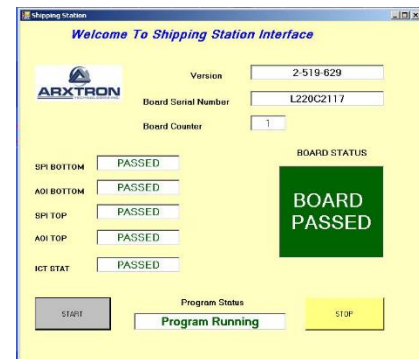 Shipping Station
Welcome To Shipping Station Interface
ARXTRON
Version 2-519-629
Board Serial Number L220C2117
Board Counter 1
BOARD STATUS
SPI BOTTOM PASSED
AOI BOTTOM PASSED
SPI TOP PASSED
AOI TOP PASSED
ICT STAT PASSED
BOARD
PASSED
START
Program Status
Program Running
STOP